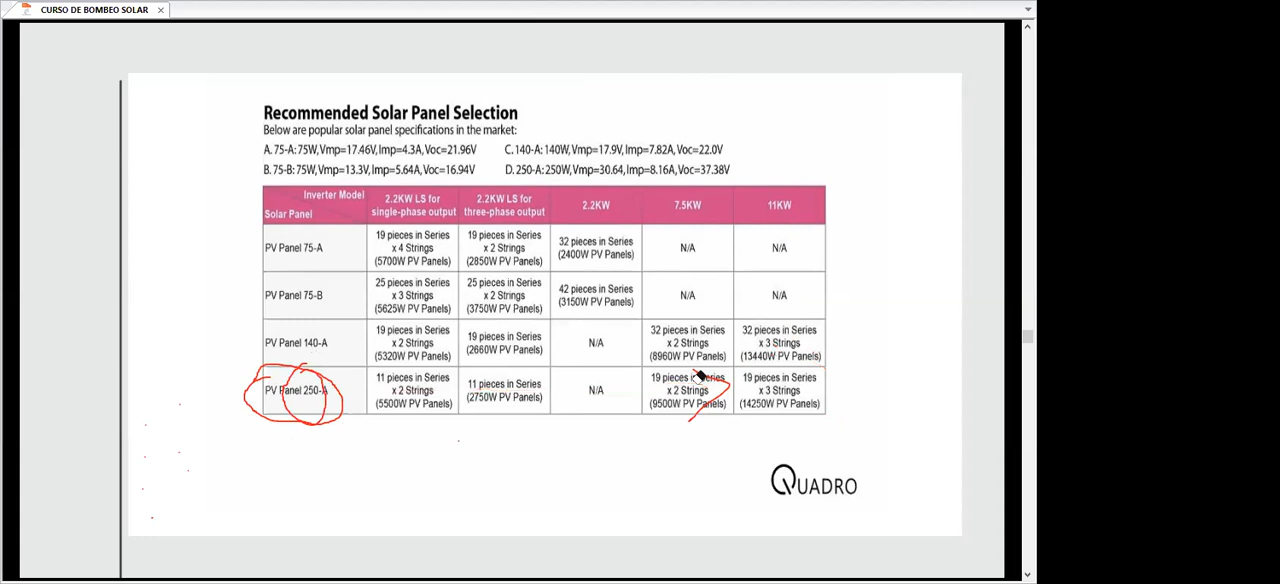 CURSO DE BOMBEO SOLAR
Recommended Solar Panel Selection
Below are popular solar panel specifications in the market:
A. 75-A: 75W, Vmp=17.46V, Imp=4.3A, Voc=21.96V
C. 140-A: 140W, Vmp=17.9V, Imp=7.82A, Voc=22.0V
B. 75-B: 75W, Vmp=13.3V, Imp=5.64A, Voc=16.94V
D. 250-A: 250W, Vmp=30.64, Imp=8.16A, Voc=37.38V
Inverter Model
Solar Panel
2.2KW LS for
single-phase output
2.2KW LS for
three-phase output
2.2KW
7.5KW
11KW
PV Panel 75-A
19 pieces in Series
x 4 Strings
(5700W PV Panels)
19 pieces in Series
x 2 Strings
(2850W PV Panels)
32 pieces in Series
(2400W PV Panels)
N/A
N/A
PV Panel 75-B
25 pieces in Series
x 3 Strings
(5625W PV Panels)
25 pieces in Series
x 2 Strings
(3750W PV Panels)
42 pieces in Series
(3150W PV Panels)
N/A
N/A
PV Panel 140-A
19 pieces in Series
x 2 Strings
(5320W PV Panels)
19 pieces in Series
(2660W PV Panels)
N/A
32 pieces in Series
x 2 Strings
(8960W PV Panels)
32 pieces in Series
x 3 Strings
(13440W PV Panels)
PV Panel 250-A
11 pieces in Series
x 2 Strings
(5500W PV Panels)
11 pieces in Series
(2750W PV Panels)
N/A
19 pieces in Series
x 2 Strings
(9500W PV Panels)
19 pieces in Series
x 3 Strings
(14250W PV Panels)
QUADRO